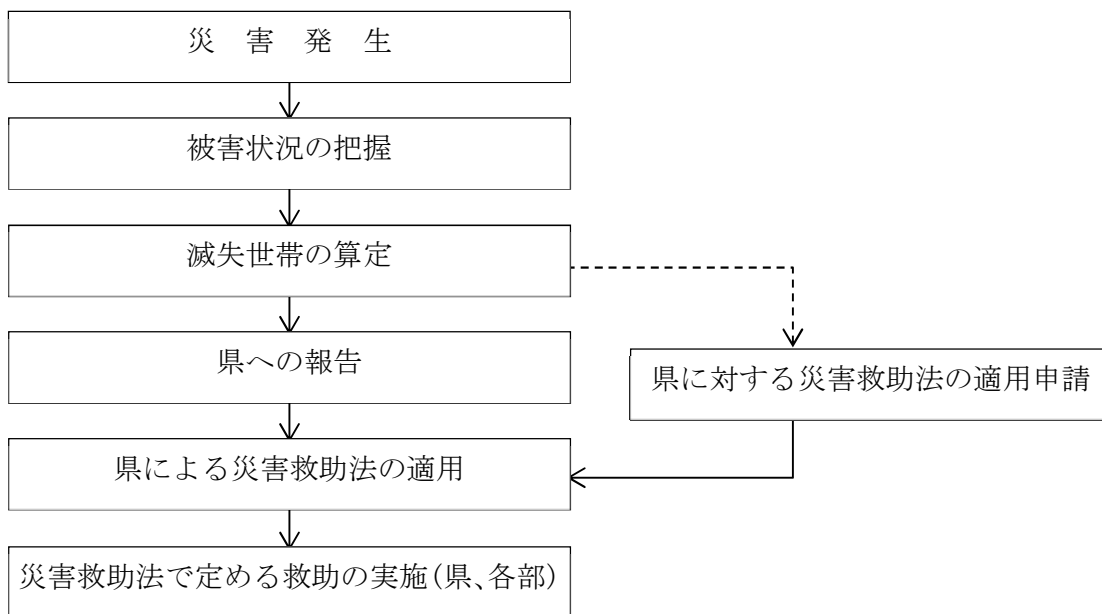 災　害　発　生
被害状況の把握
滅失世帯の算定
県への報告
県に対する災害救助法の適用申請
県による災害救助法の適用
災害救助法で定める救助の実施(県、各部)